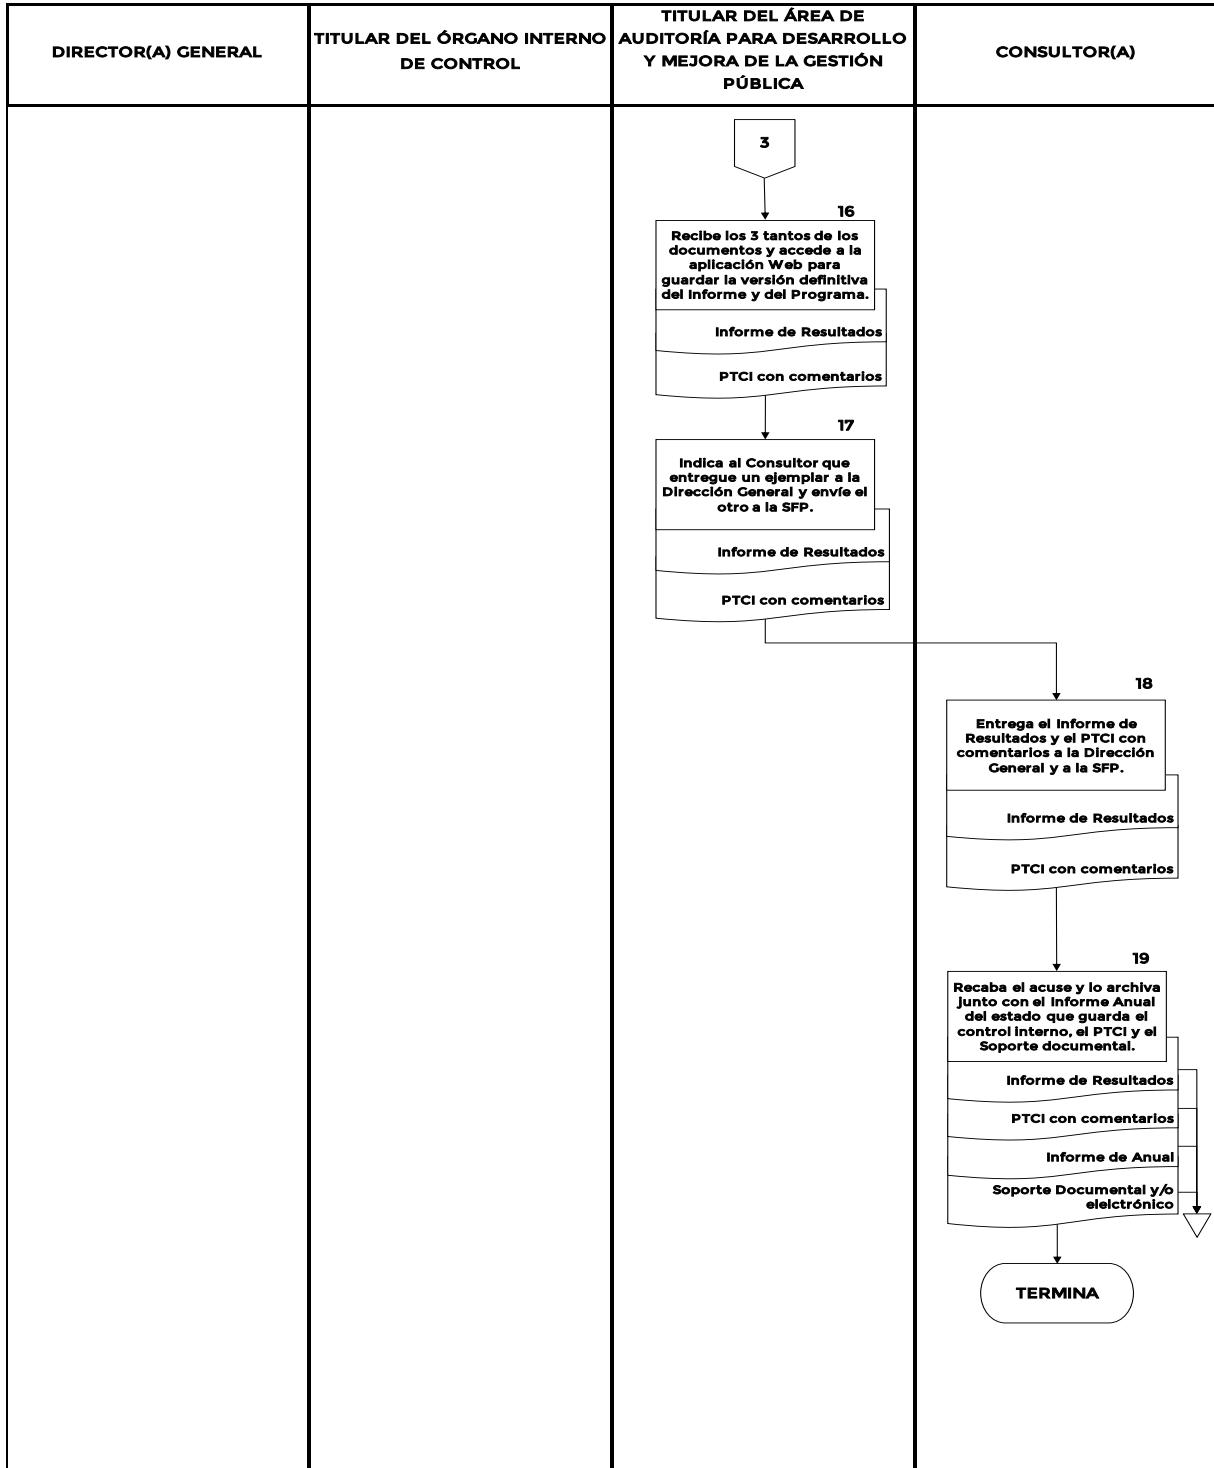 DIRECTOR(A) GENERAL
TITULAR DEL ÓRGANO INTERNO
DE CONTROL
TITULAR DEL ÁREA DE
AUDITORÍA PARA DESARROLLO
Y MEJORA DE LA GESTIÓN
PÚBLICA
CONSULTOR(A)
3
16
Recibe los 3 tantos de los
documentos y accede a la
aplicación Web para
guardar la versión definitiva
del Informe y del Programa.
Informe de Resultados
PTCI con comentarios
17
Indica al Consultor que
entregue un ejemplar a la
Dirección General y envíe el
otro a la SFP.
Informe de Resultados
PTCI con comentarios
18
Entrega el Informe de
Resultados y el PTCI con
comentarios a la Dirección
General y a la SFP.
Informe de Resultados
PTCI con comentarios
19
Recaba el acuse y lo archiva
junto con el Informe Anual
del estado que guarda el
control interno, el PTCI y el
Soporte documental.
Informe de Resultados
PTCI con comentarios
Informe de Anual
Soporte Documental y/o
elelctrónico
TERMINA